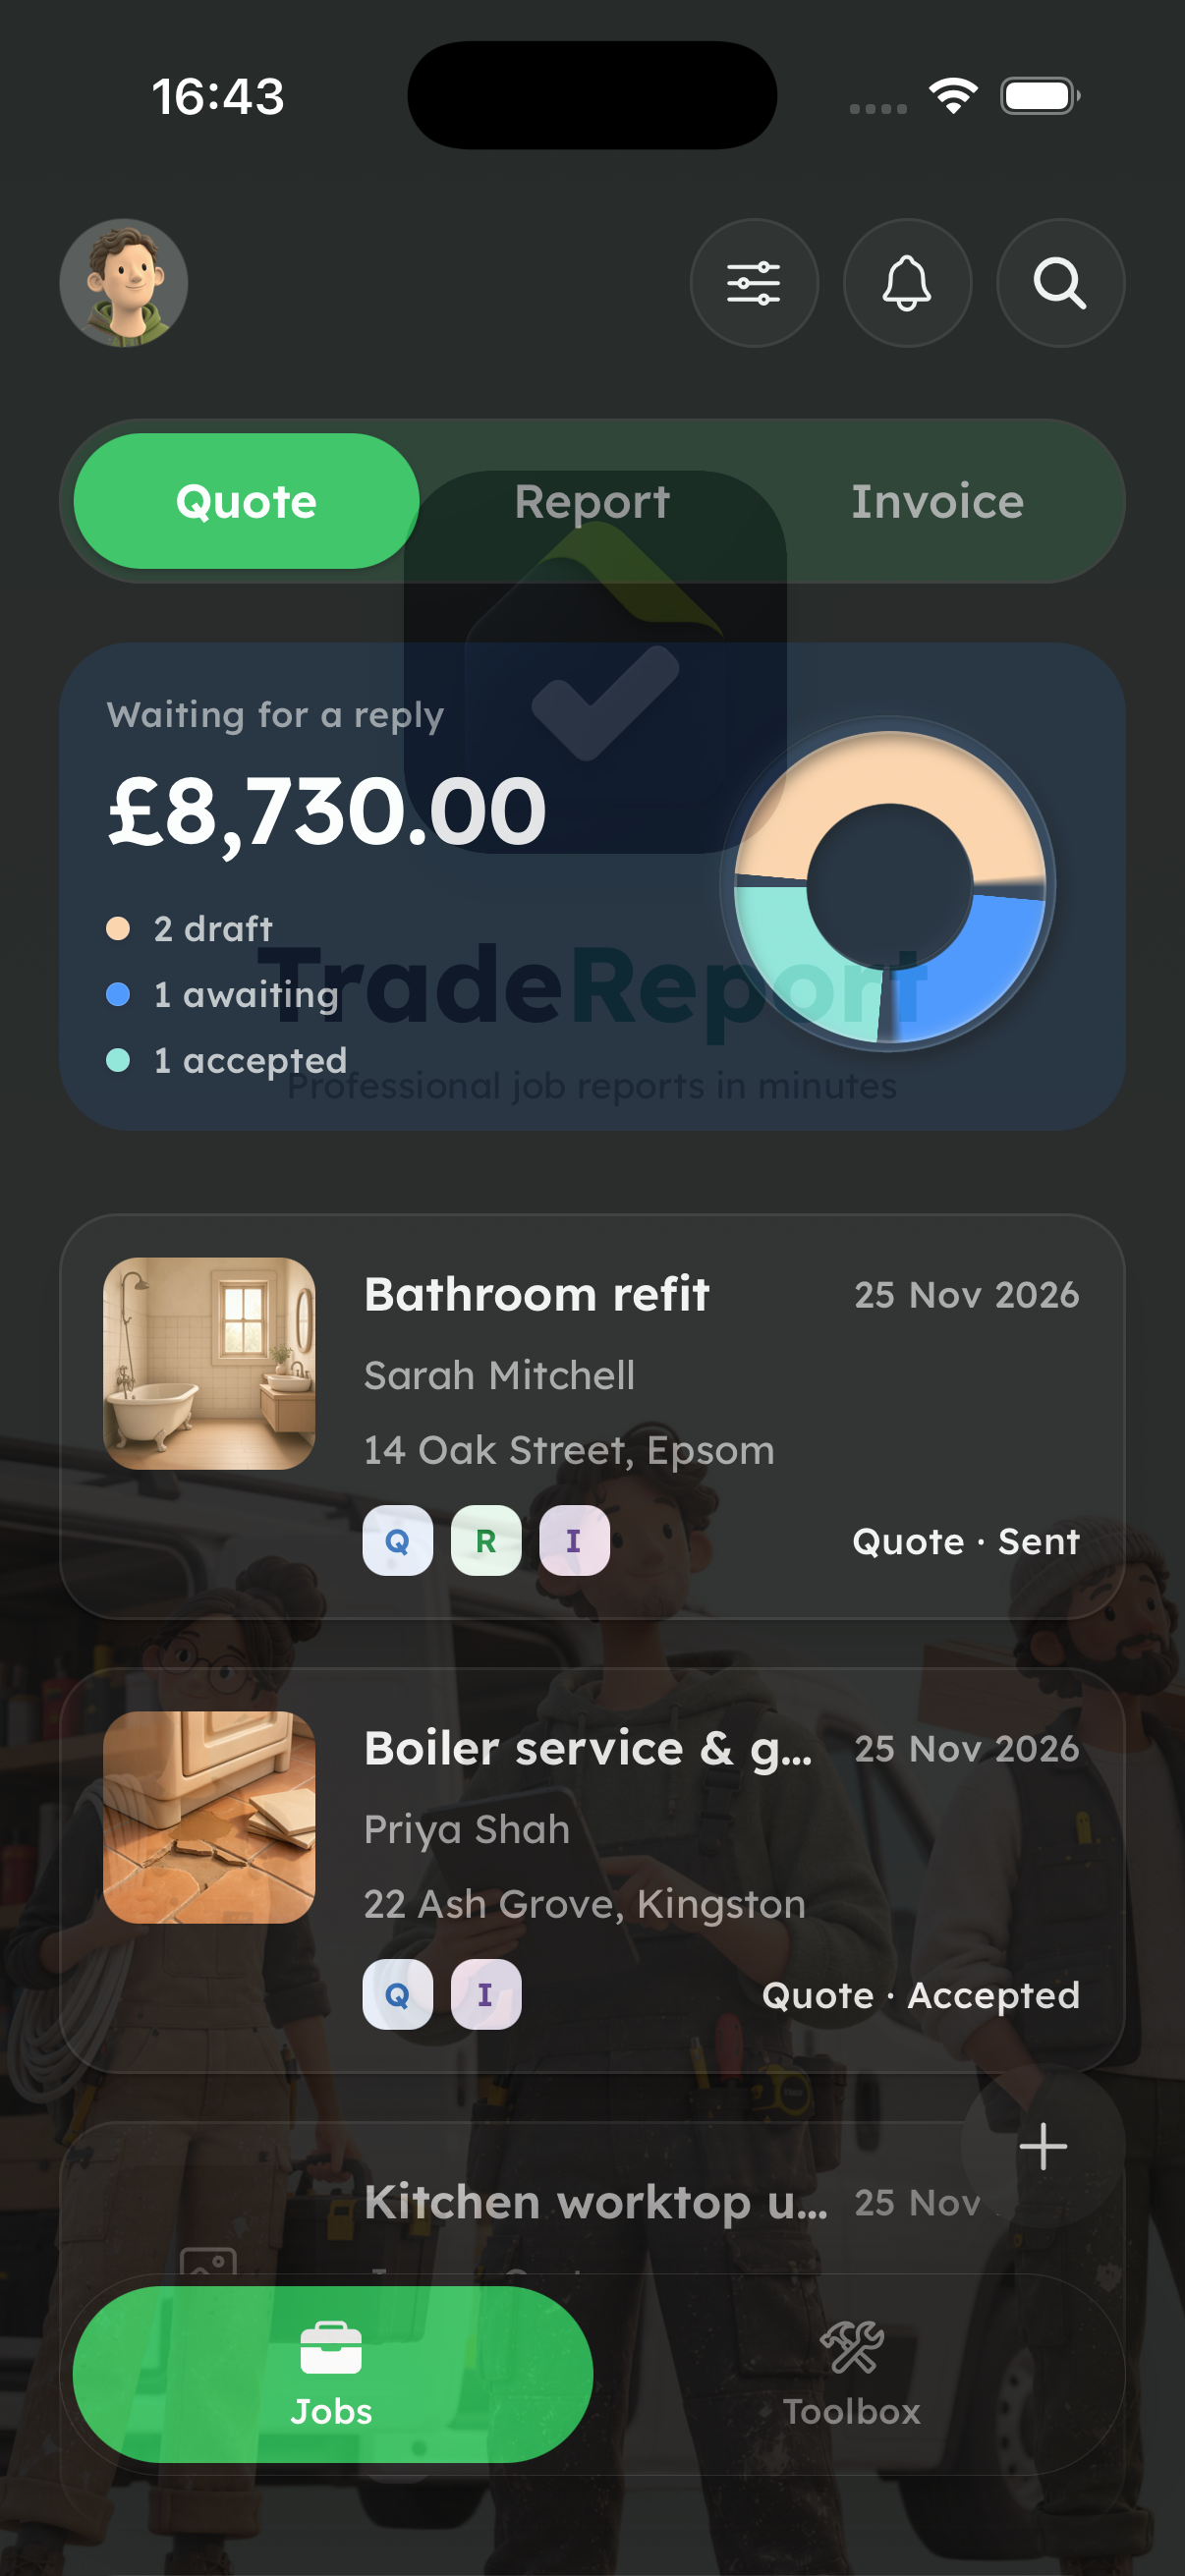 16:43
Quote
Report
Invoice
Waiting for a reply
£8,730.00
2 draft
1 awaiting
1 accepted
TradeReport
Professional job reports in minutes
Bathroom refit
25 Nov 2026
Sarah Mitchell
14 Oak Street, Epsom
Q R I
Quote · Sent
Boiler service & g...
25 Nov 2026
Priya Shah
22 Ash Grove, Kingston
Q I
Quote · Accepted
Kitchen worktop u...
25 Nov
Jobs
Toolbox